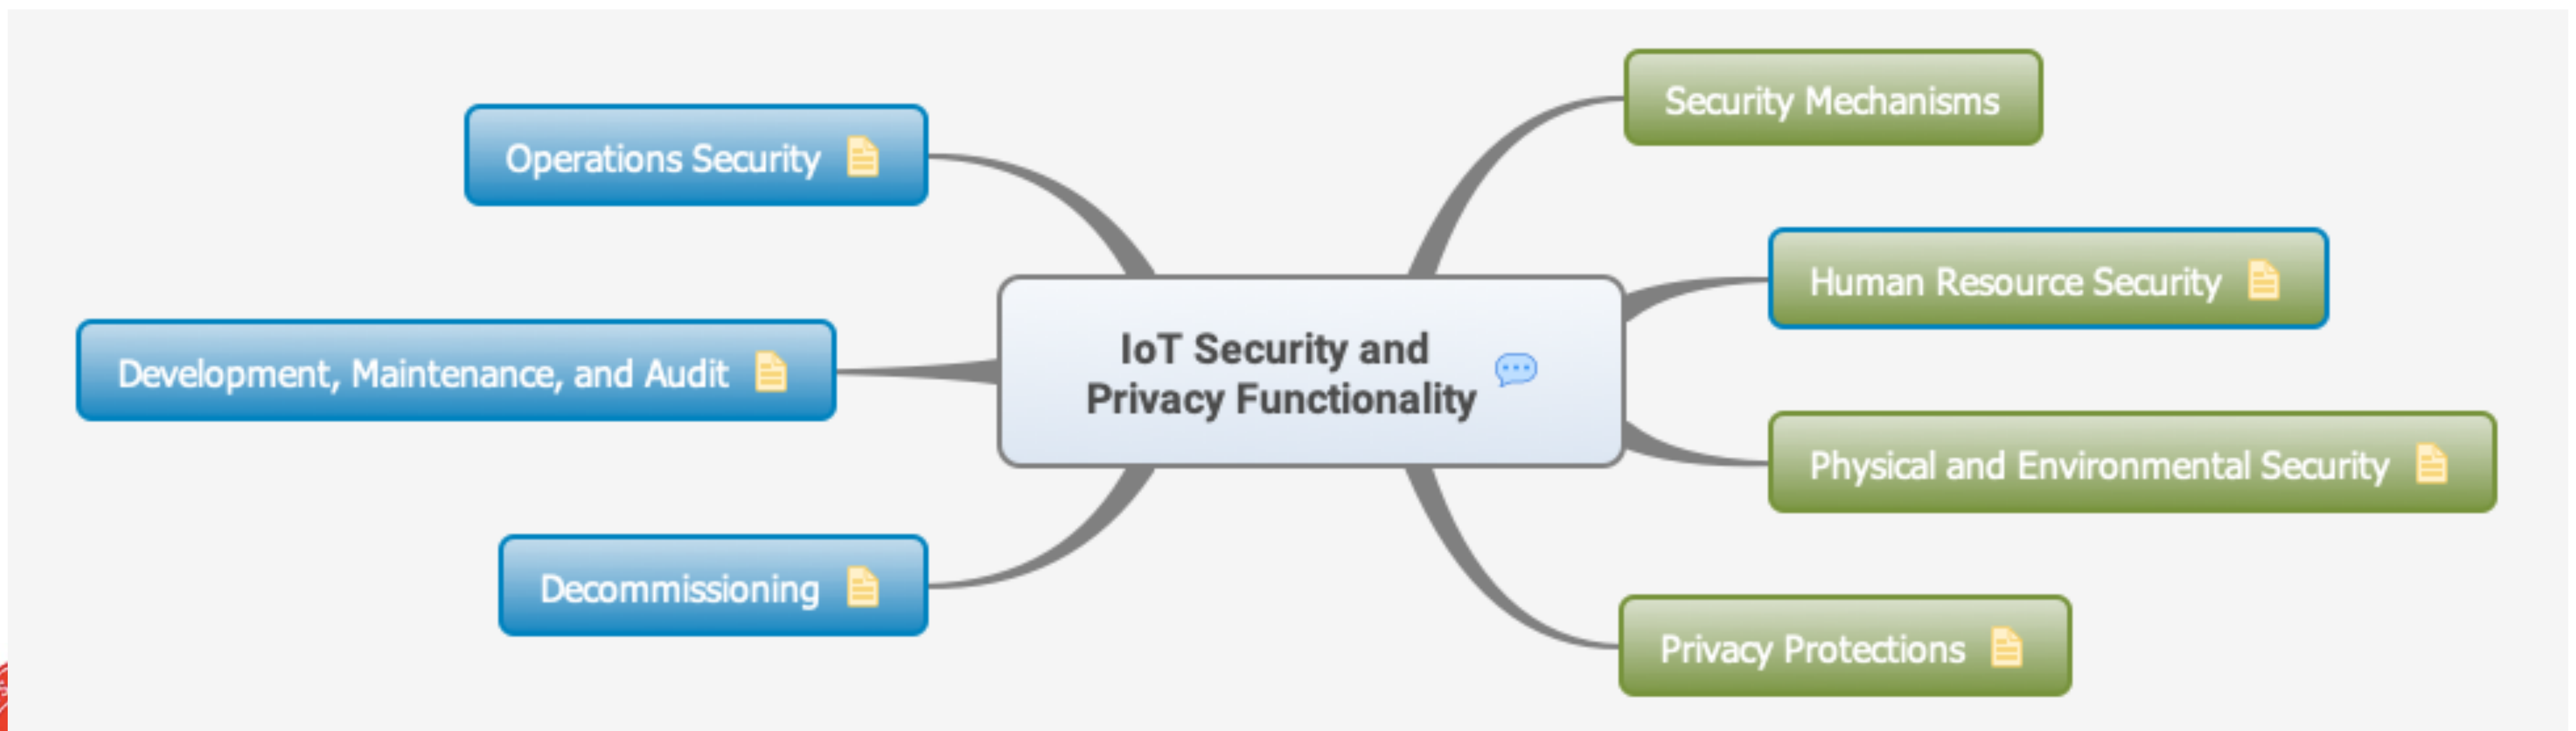 Security Mechanisms
Operations Security
Human Resource Security
IoT Security and
Privacy Functionality
Development, Maintenance, and Audit
Physical and Environmental Security
Decommissioning
Privacy Protections